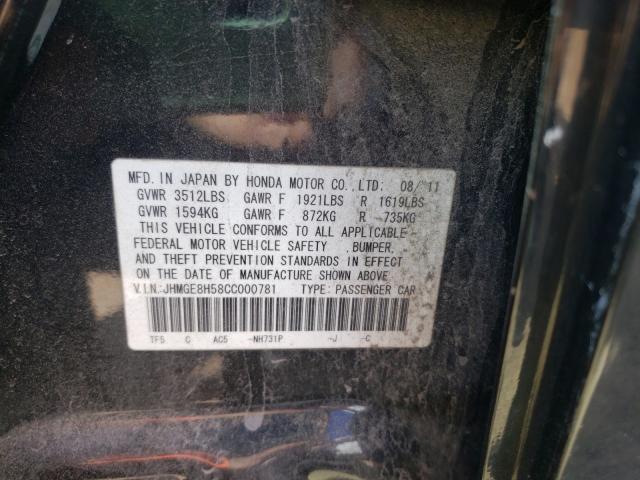 MFD. IN JAPAN BY HONDA MOTOR CO.,LTD: 08/'11
GVWR 3512LBS GAWR F 1921LBS R 1619LBS
GVWR 1594KG GAWR F 872KG R 735KG
THIS VEHICLE CONFORMS TO ALL APPLICABLE
FEDERAL MOTOR VEHICLE SAFETY ,BUMPER,
AND THEFT PREVENTION STANDARDS IN EFFECT
ON THE DATE OF MANUFACTURE SHOWN ABOVE.
V.I.N.:JHMGE8H58CC000781 TYPE: PASSENGER CAR
TF5 C AC5 -NH731P -J -C